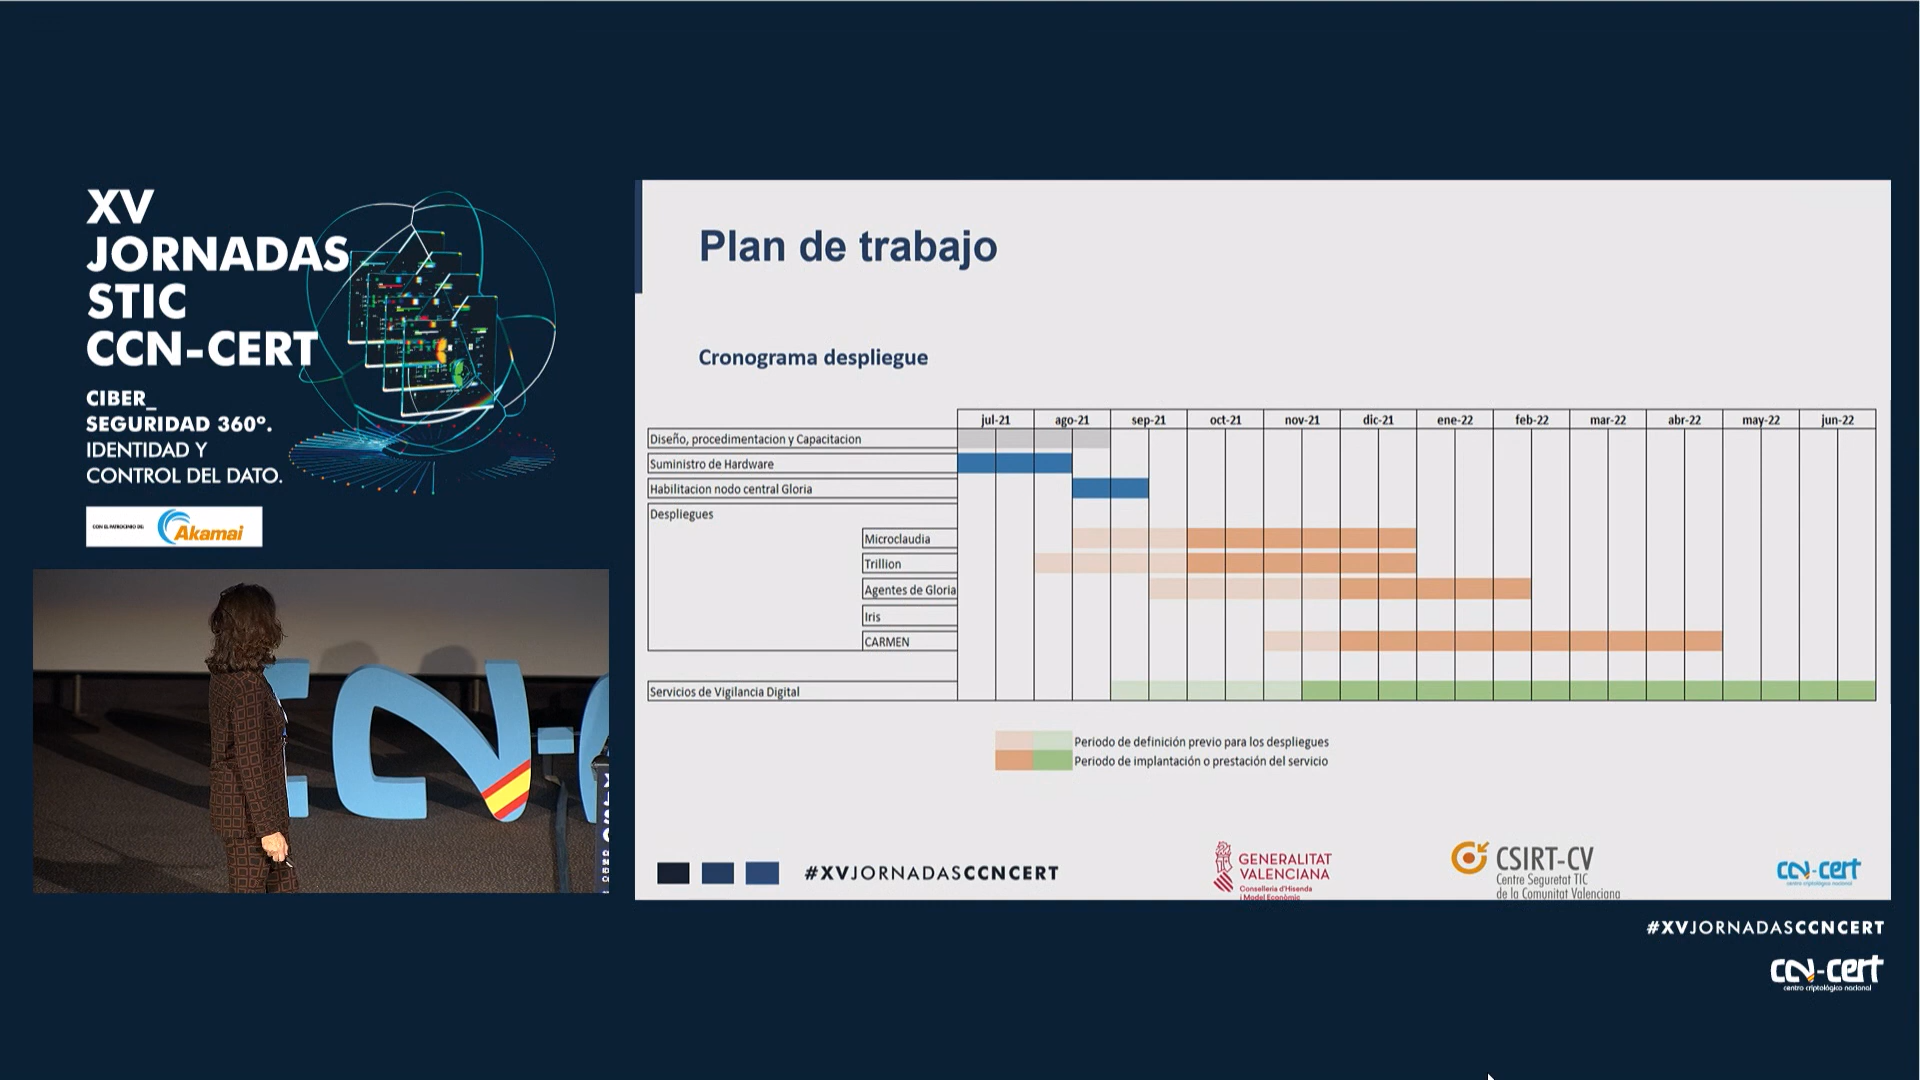 XV
JORNADAS
STIC
CCN-CERT
CIBER_
SEGURIDAD 360º.
IDENTIDAD Y
CONTROL DEL DATO.
CON EL PATROCINIO DE:
Akamai
Plan de trabajo
Cronograma despliegue
jul-21 ago-21 sep-21 oct-21 nov-21 dic-21 ene-22 feb-22 mar-22 abr-22 may-22 jun-22
Diseño, procedimentacion y Capacitacion
Suministro de Hardware
Habilitacion nodo central Gloria
Despliegues
Microclaudia
Trillion
Agentes de Gloria
Iris
CARMEN
Servicios de Vigilancia Digital
Periodo de definición previo para los despliegues
Periodo de implantación o prestación del servicio
#XVJORNADASCCNCERT
GENERALITAT
VALENCIANA
Conselleria d'Hisenda
i Model Econòmic
CSIRT-CV
Centre Seguretat TIC
de la Comunitat Valenciana
ccn-cert
centro criptológico nacional
#XVJORNADASCCNCERT
ccn-cert
centro criptológico nacional